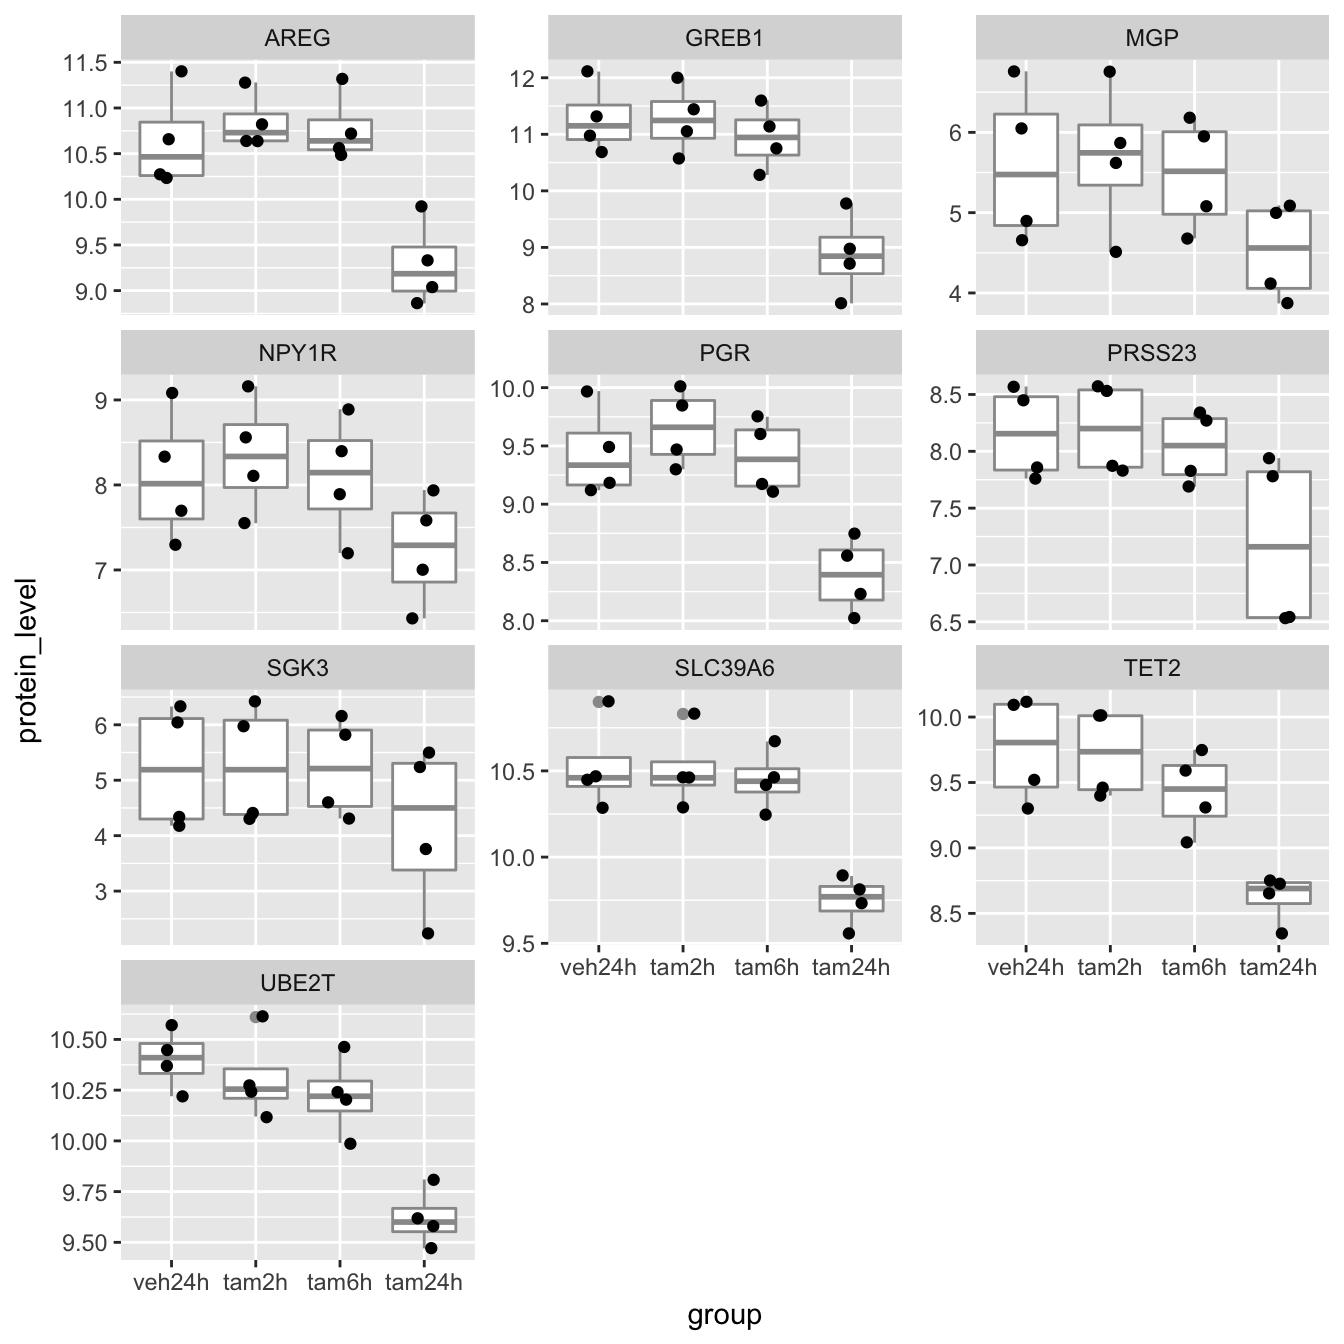 AREG
GREB1
MGP
11.5
11.0
10.5
10.0
9.5
9.0
12
11
10
9
8
6
5
4
NPY1R
PGR
PRSS23
9
8
7
10.0
9.5
9.0
8.5
8.0
8.5
8.0
7.5
7.0
6.5
protein_level
SGK3
SLC39A6
TET2
6
5
4
3
10.5
10.0
9.5
10.0
9.5
9.0
8.5
veh24h tam2h tam6h tam24h
veh24h tam2h tam6h tam24h
UBE2T
10.50
10.25
10.00
9.75
9.50
veh24h tam2h tam6h tam24h
group